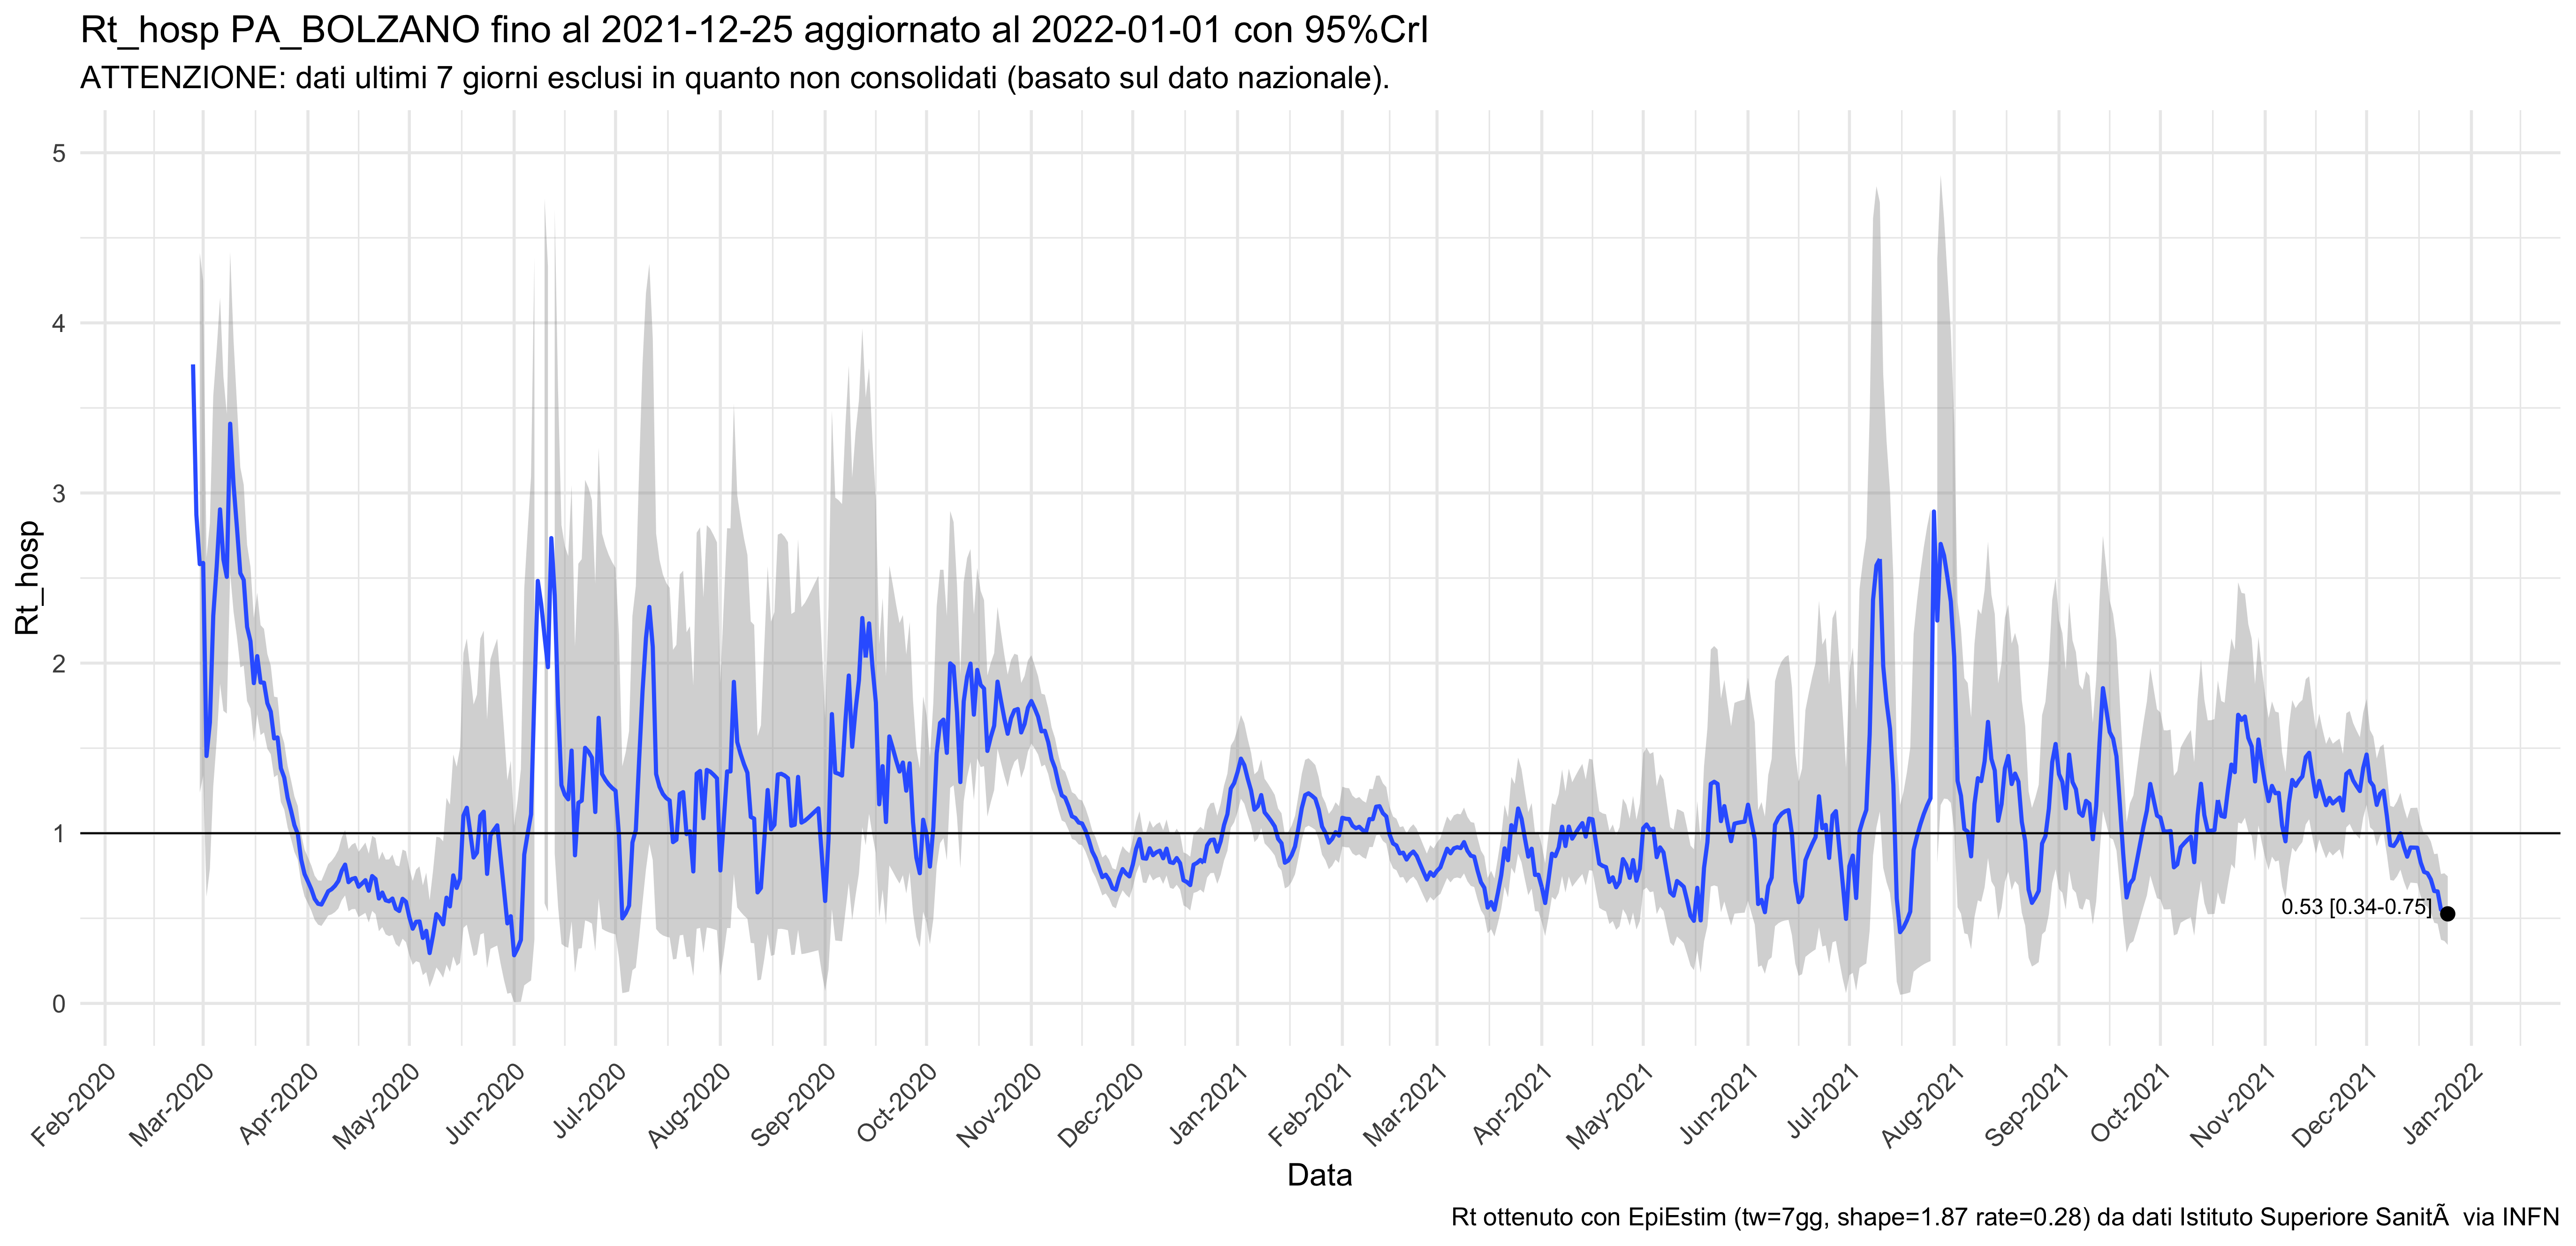 Rt_hosp PA_BOLZANO fino al 2021-12-25 aggiornato al 2022-01-01 con 95%CrI
ATTENZIONE: dati ultimi 7 giorni esclusi in quanto non consolidati (basato sul dato nazionale).
Rt_hosp
5
4
3
2
1
0
0.53 [0.34-0.75]
Feb-2020
Mar-2020
Apr-2020
May-2020
Jun-2020
Jul-2020
Aug-2020
Sep-2020
Oct-2020
Nov-2020
Dec-2020
Jan-2021
Feb-2021
Mar-2021
Apr-2021
May-2021
Jun-2021
Jul-2021
Aug-2021
Sep-2021
Oct-2021
Nov-2021
Dec-2021
Jan-2022
Data
Rt ottenuto con EpiEstim (tw=7gg, shape=1.87 rate=0.28) da dati Istituto Superiore SanitÃ  via INFN